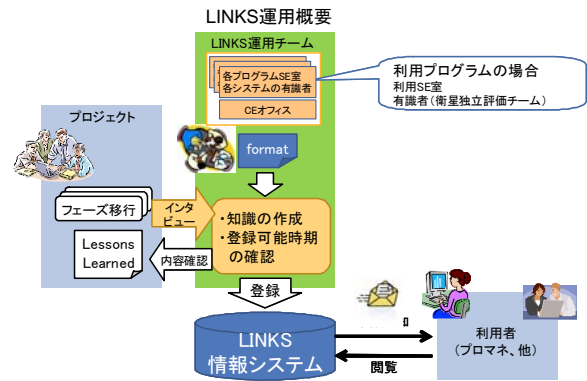 LINKS運用概要
LINKS運用チーム
各プログラムSE室
各システムの有識者
CEオフィス
利用プログラムの場合
利用SE室
有識者(衛星独立評価チーム)
プロジェクト
format
フェーズ移行
インタ
ビュー
・知識の作成
・登録可能時期
の確認
Lessons
Learned
内容確認
登録
LINKS
情報システム
利用者
(プロマネ、他)
閲覧